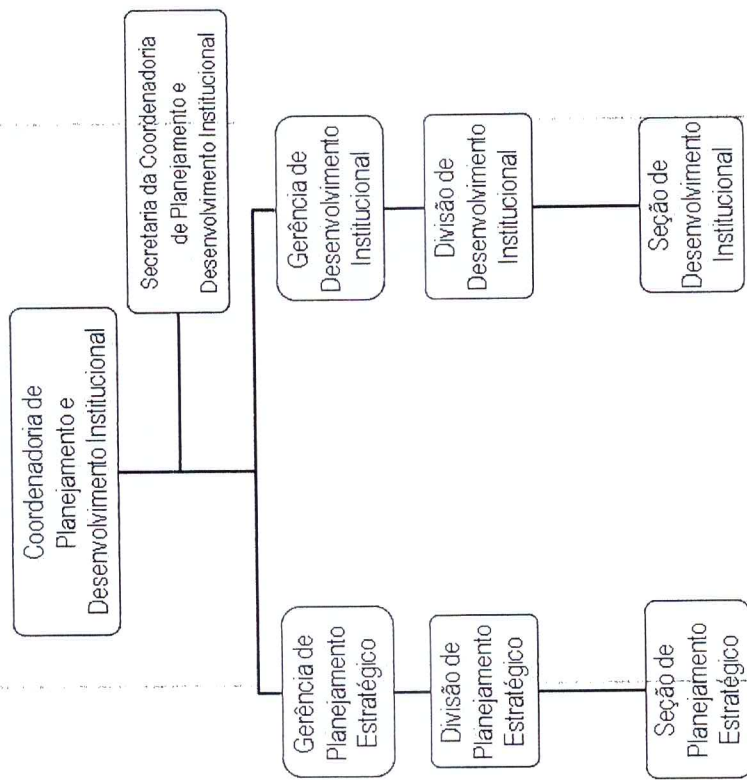 Coordenadoria de
Planejamento e
Desenvolvimento Institucional
Secretaria da Coordenadoria
de Planejamento e
Desenvolvimento Institucional
Gerência de
Planejamento
Estratégico
Gerência de
Desenvolvimento
Institucional
Divisão de
Planejamento
Estratégico
Divisão de
Desenvolvimento
Institucional
Seção de
Planejamento
Estratégico
Seção de
Desenvolvimento
Institucional